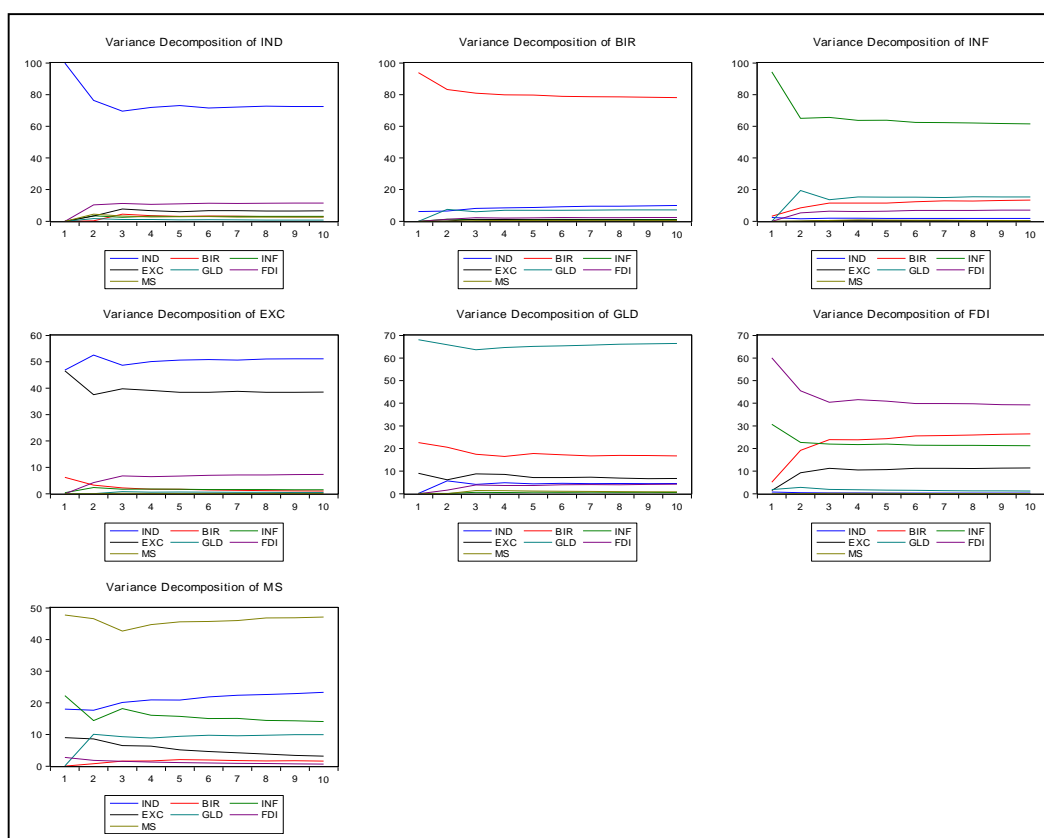 Variance Decomposition of IND
100
80
60
40
20
0
1 2 3 4 5 6 7 8 9 10
IND BIR INF
EXC GLD FDI
MS
Variance Decomposition of BIR
100
80
60
40
20
0
1 2 3 4 5 6 7 8 9 10
IND BIR INF
EXC GLD FDI
MS
Variance Decomposition of INF
100
80
60
40
20
0
1 2 3 4 5 6 7 8 9 10
IND BIR INF
EXC GLD FDI
MS
Variance Decomposition of EXC
60
50
40
30
20
10
0
1 2 3 4 5 6 7 8 9 10
IND BIR INF
EXC GLD FDI
MS
Variance Decomposition of GLD
70
60
50
40
30
20
10
0
1 2 3 4 5 6 7 8 9 10
IND BIR INF
EXC GLD FDI
MS
Variance Decomposition of FDI
70
60
50
40
30
20
10
0
1 2 3 4 5 6 7 8 9 10
IND BIR INF
EXC GLD FDI
MS
Variance Decomposition of MS
50
40
30
20
10
0
1 2 3 4 5 6 7 8 9 10
IND BIR INF
EXC GLD FDI
MS